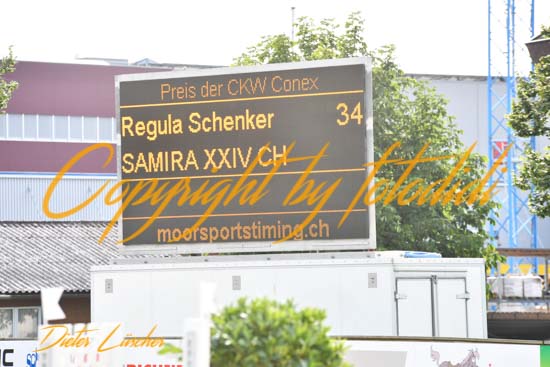 Preis der CKW Conex
Regula Schenker 34
SAMIRA XXIV CH
Copyright by fotodidi
moorsportstiming.ch
Dieter Lüscher